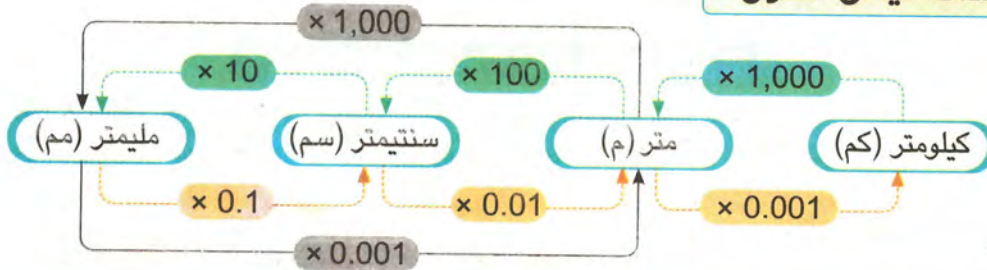 × 1,000
× 1,000
× 100
× 10
كيلومتر (كم)
متر (م)
سنتيمتر (سم)
مليمتر (مم)
× 0.001
× 0.01
× 0.1
× 0.001